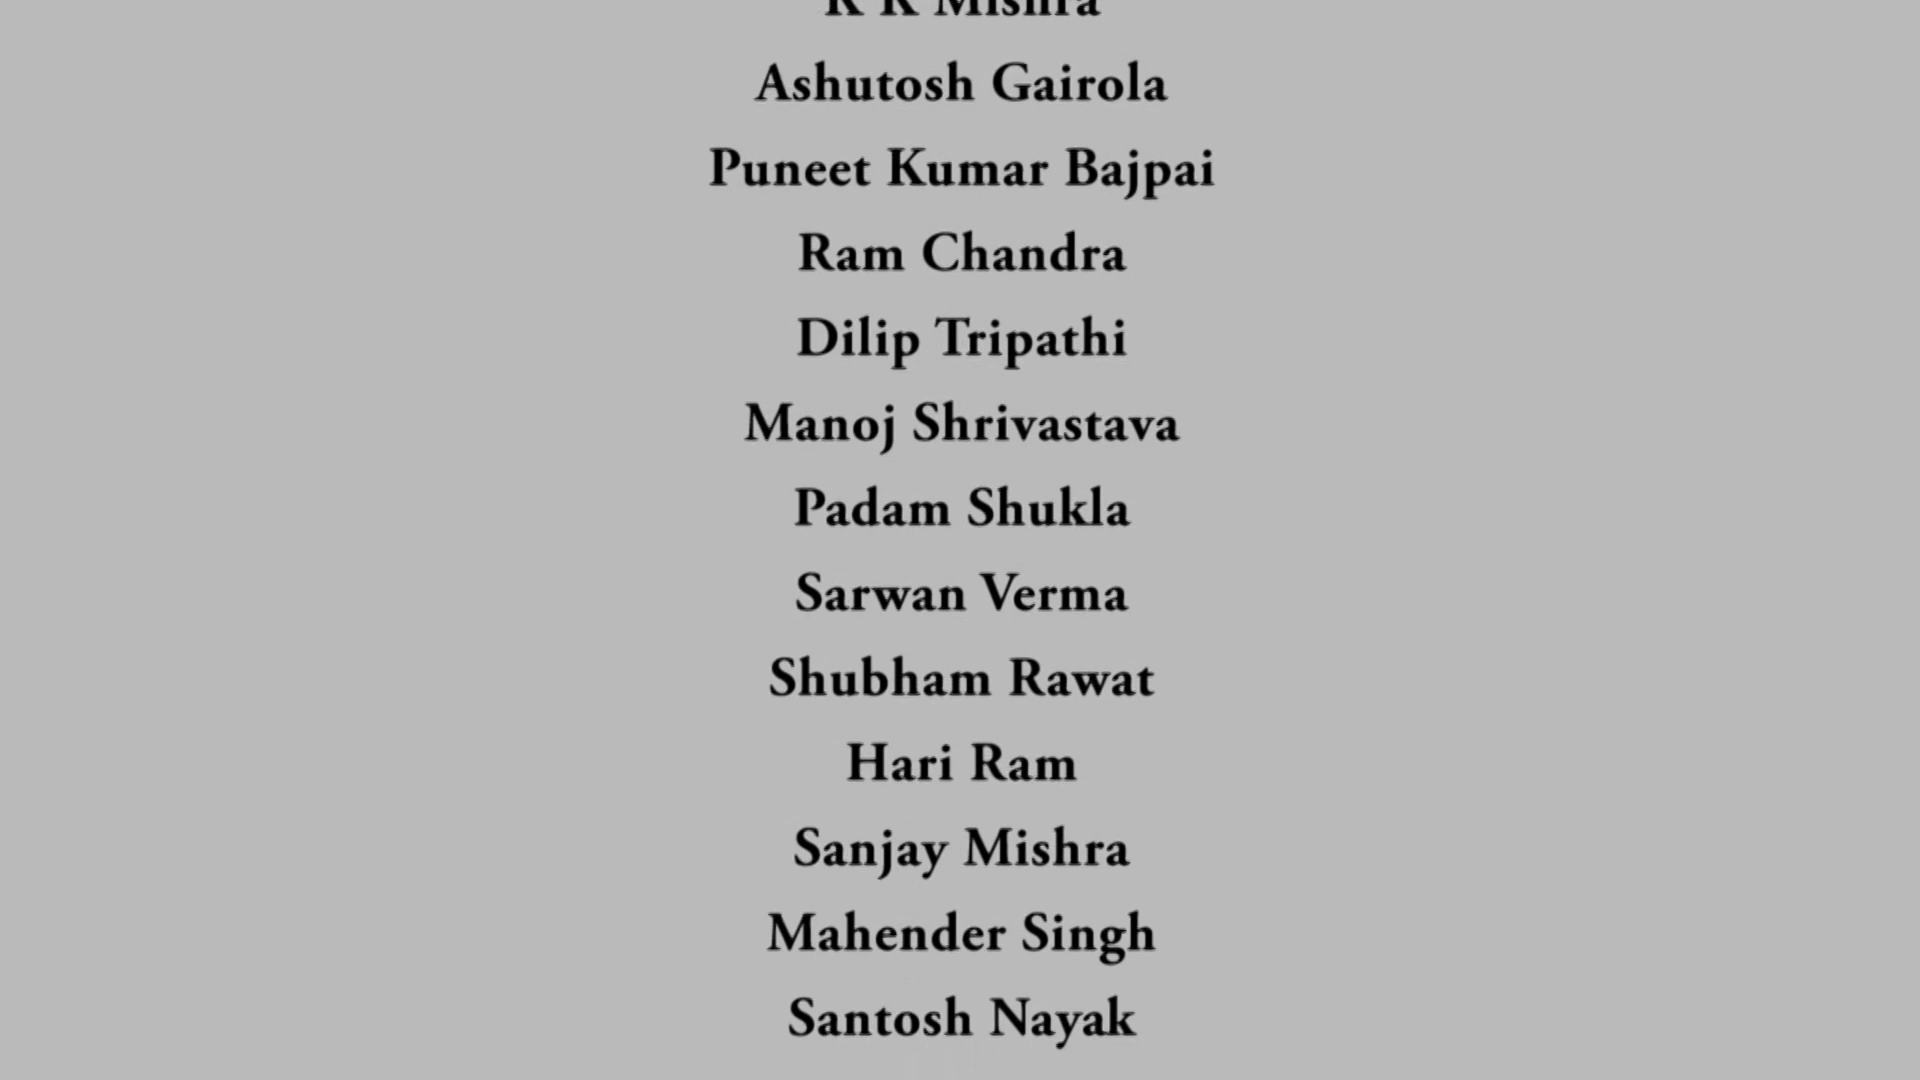 Mishra
Ashutosh Gairola
Puneet Kumar Bajpai
Ram Chandra
Dilip Tripathi
Manoj Shrivastava
Padam Shukla
Sarwan Verma
Shubham Rawat
Hari Ram
Sanjay Mishra
Mahender Singh
Santosh Nayak